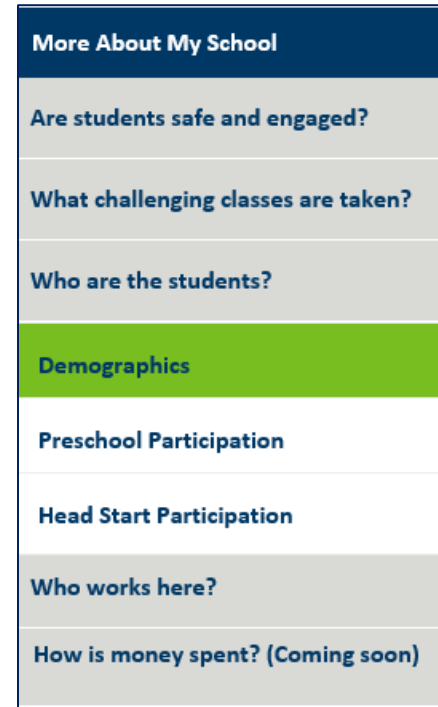 More About My School
Are students safe and engaged?
What challenging classes are taken?
Who are the students?
Demographics
Preschool Participation
Head Start Participation
Who works here?
How is money spent? (Coming soon)